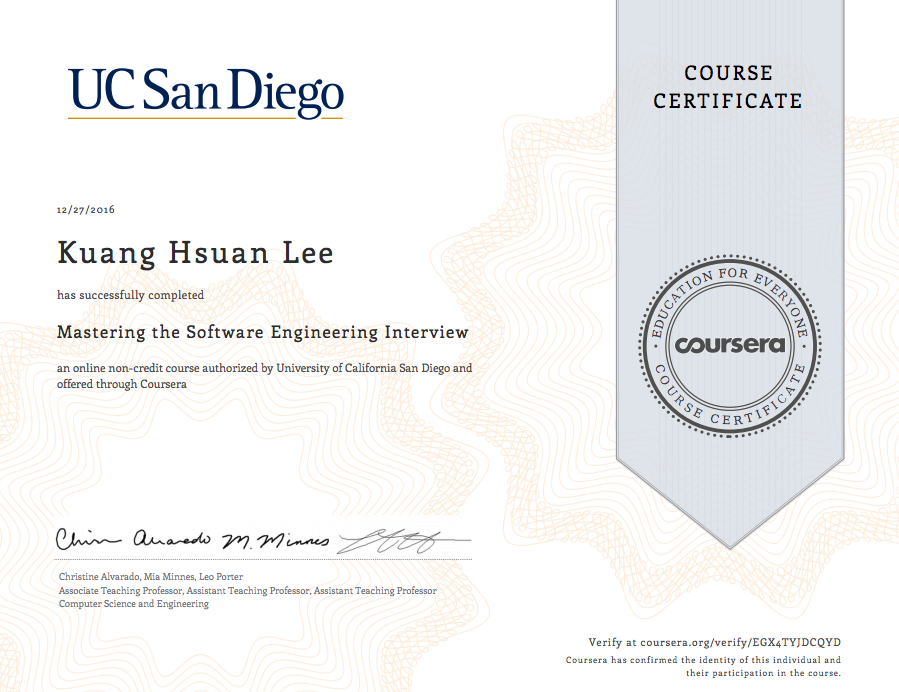 UC San Diego
COURSE
CERTIFICATE
12/27/2016
Kuang Hsuan Lee
has successfully completed
Mastering the Software Engineering Interview
an online non-credit course authorized by University of California San Diego and
offered through Coursera
EDUCATION FOR EVERYONE
coursera
COURSE CERTIFICATE
Chris Alvarado M. Minnes
Christine Alvarado, Mia Minnes, Leo Porter
Associate Teaching Professor, Assistant Teaching Professor, Assistant Teaching Professor
Computer Science and Engineering
Verify at coursera.org/verify/EGX4TYJDCQYD
Coursera has confirmed the identity of this individual and
their participation in the course.